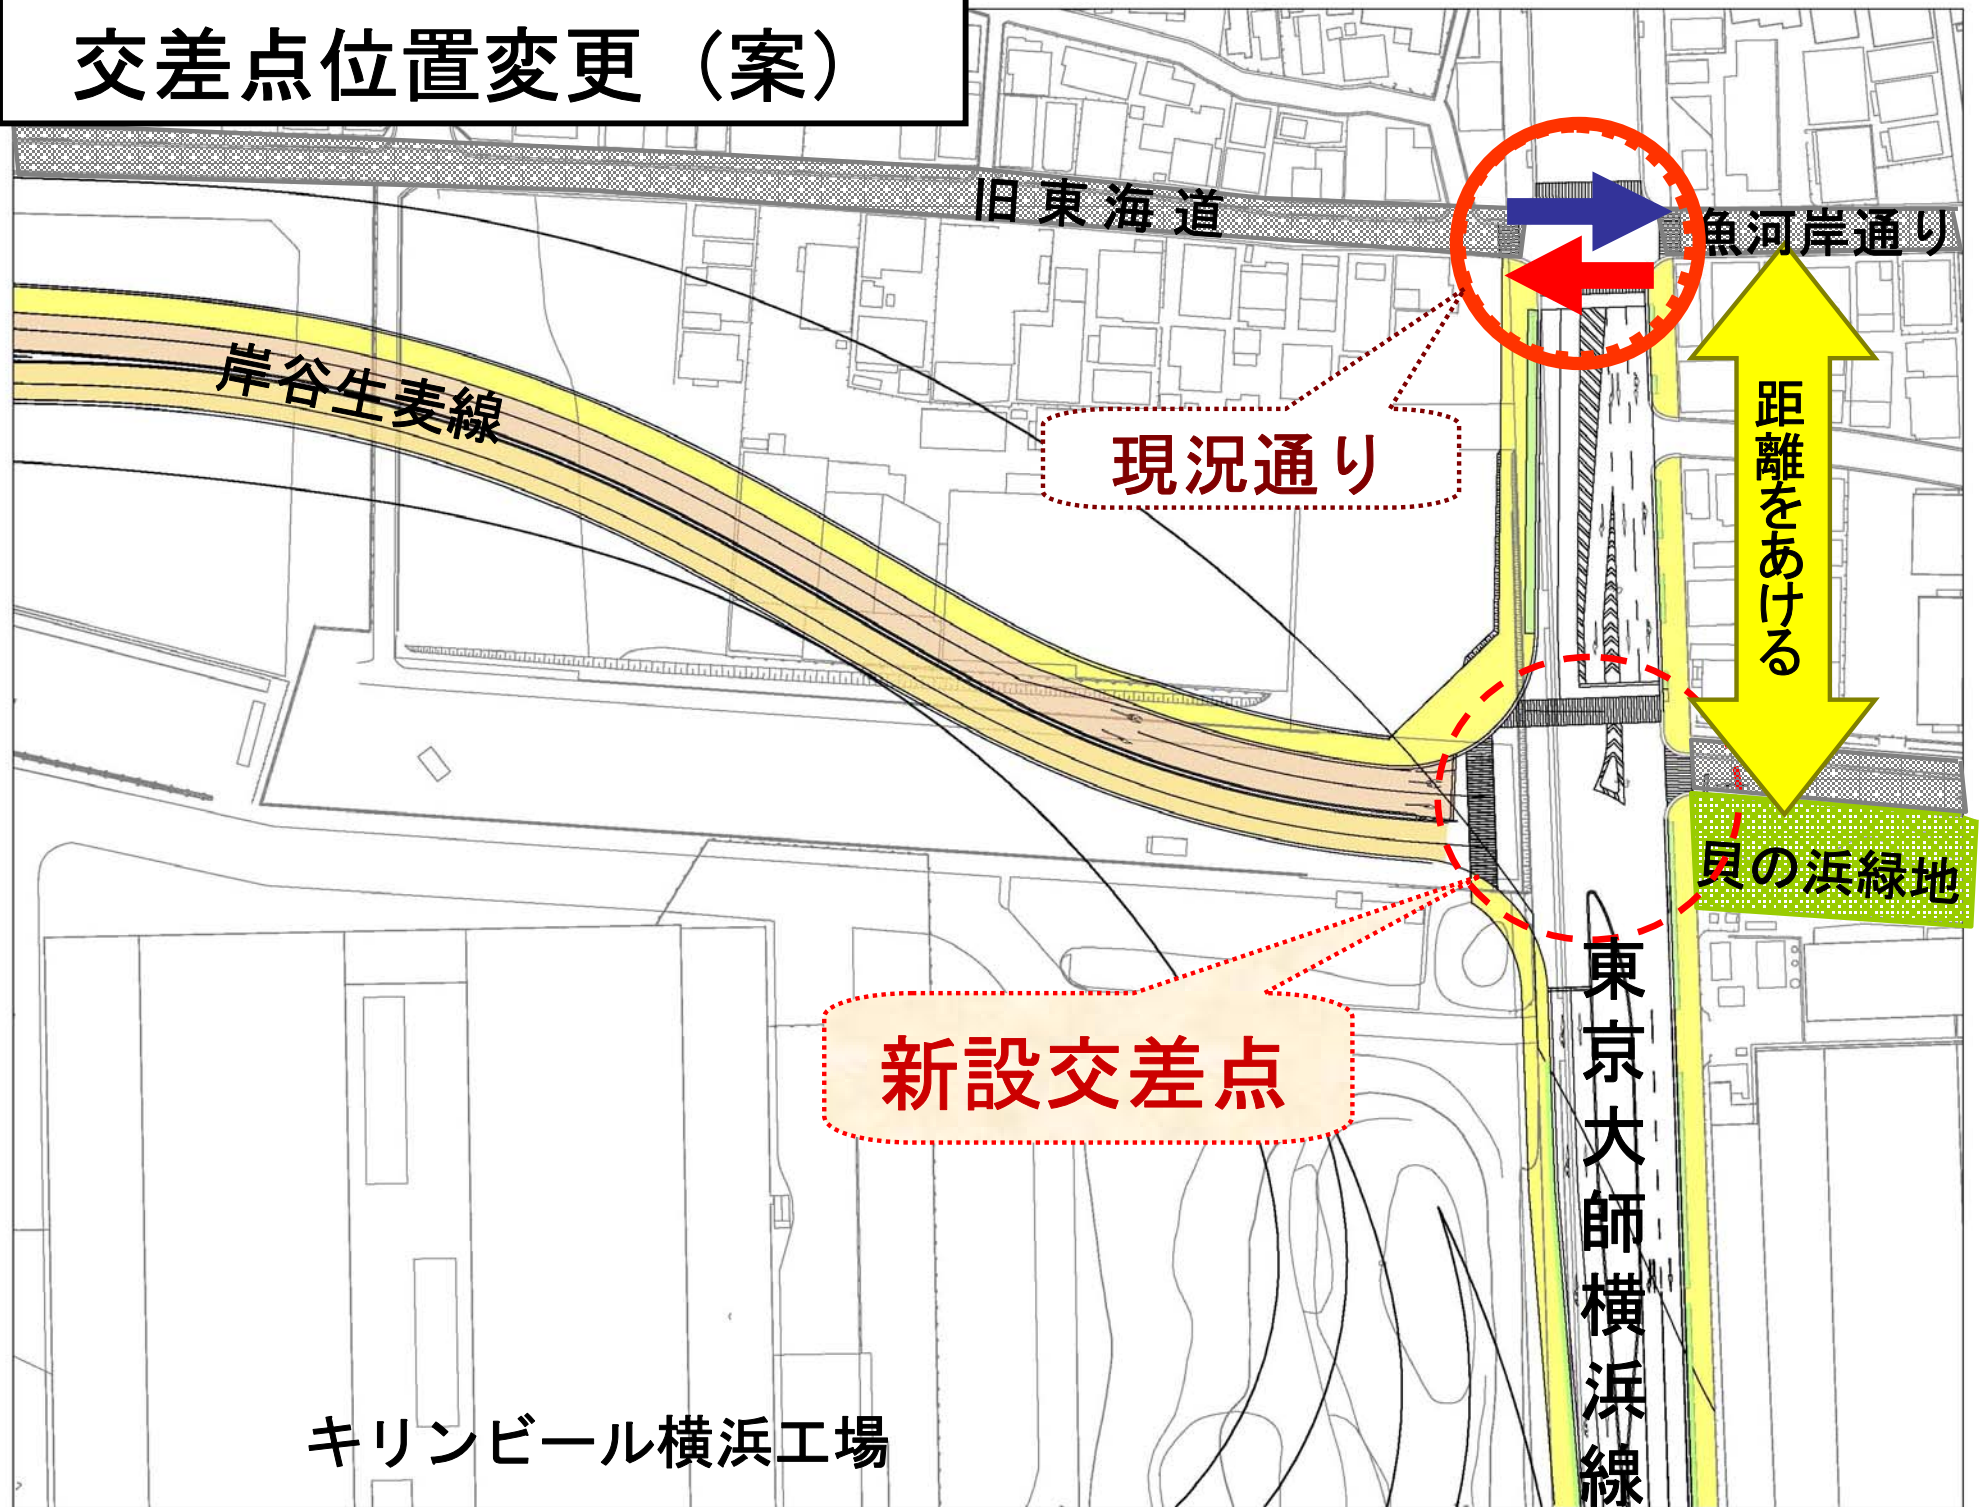 交差点位置変更（案）
旧東海道
魚河岸通り
岸谷生麦線
現況通り
距離をあける
貝の浜緑地
新設交差点
東京大師横浜線
キリンビール横浜工場